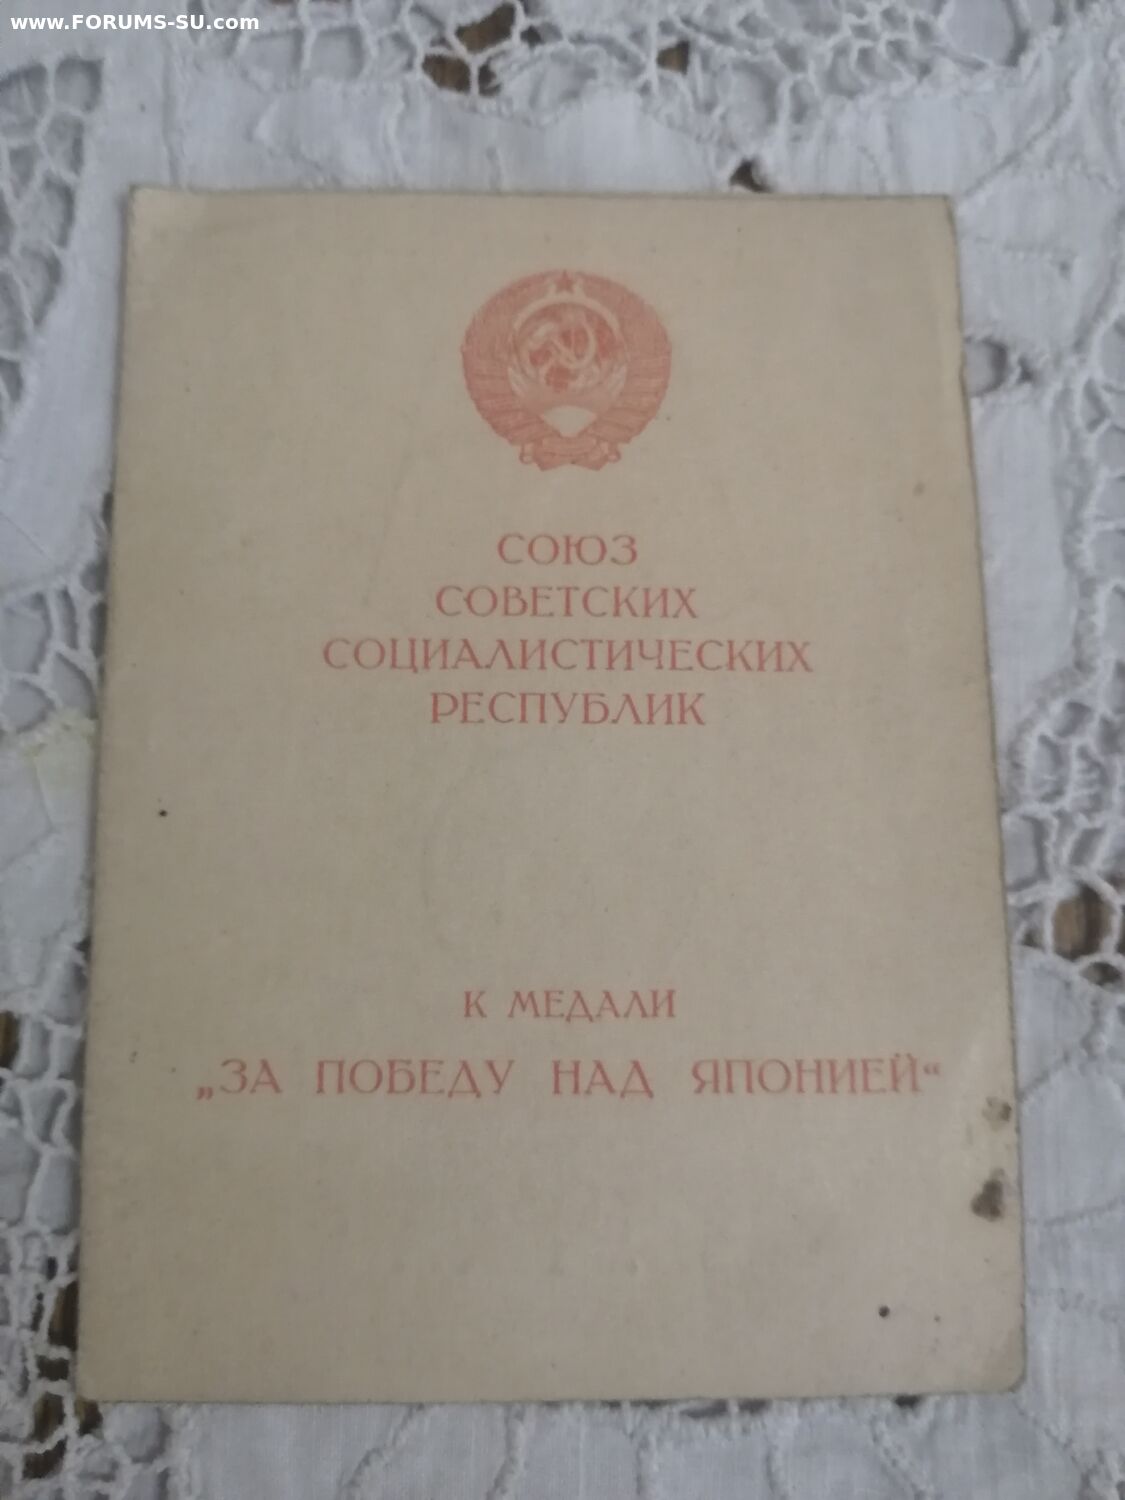 www.FORUMS-SU.com
СОЮЗ
СОВЕТСКИХ
СОЦИАЛИСТИЧЕСКИХ
РЕСПУБЛИК
К МЕДАЛИ
„ЗА ПОБЕДУ НАД ЯПОНИЕЙ“